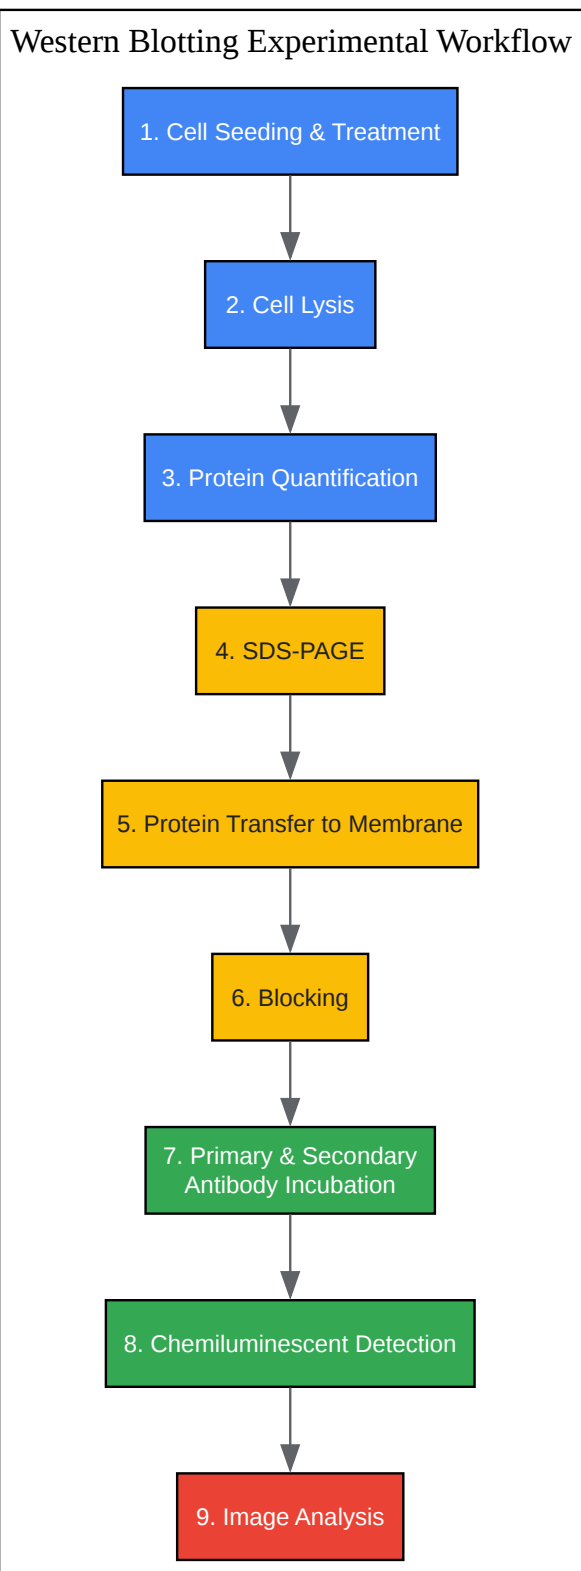 Western Blotting Experimental Workflow
1. Cell Seeding & Treatment
2. Cell Lysis
3. Protein Quantification
4. SDS-PAGE
5. Protein Transfer to Membrane
6. Blocking
7. Primary & Secondary
Antibody Incubation
8. Chemiluminescent Detection
9. Image Analysis